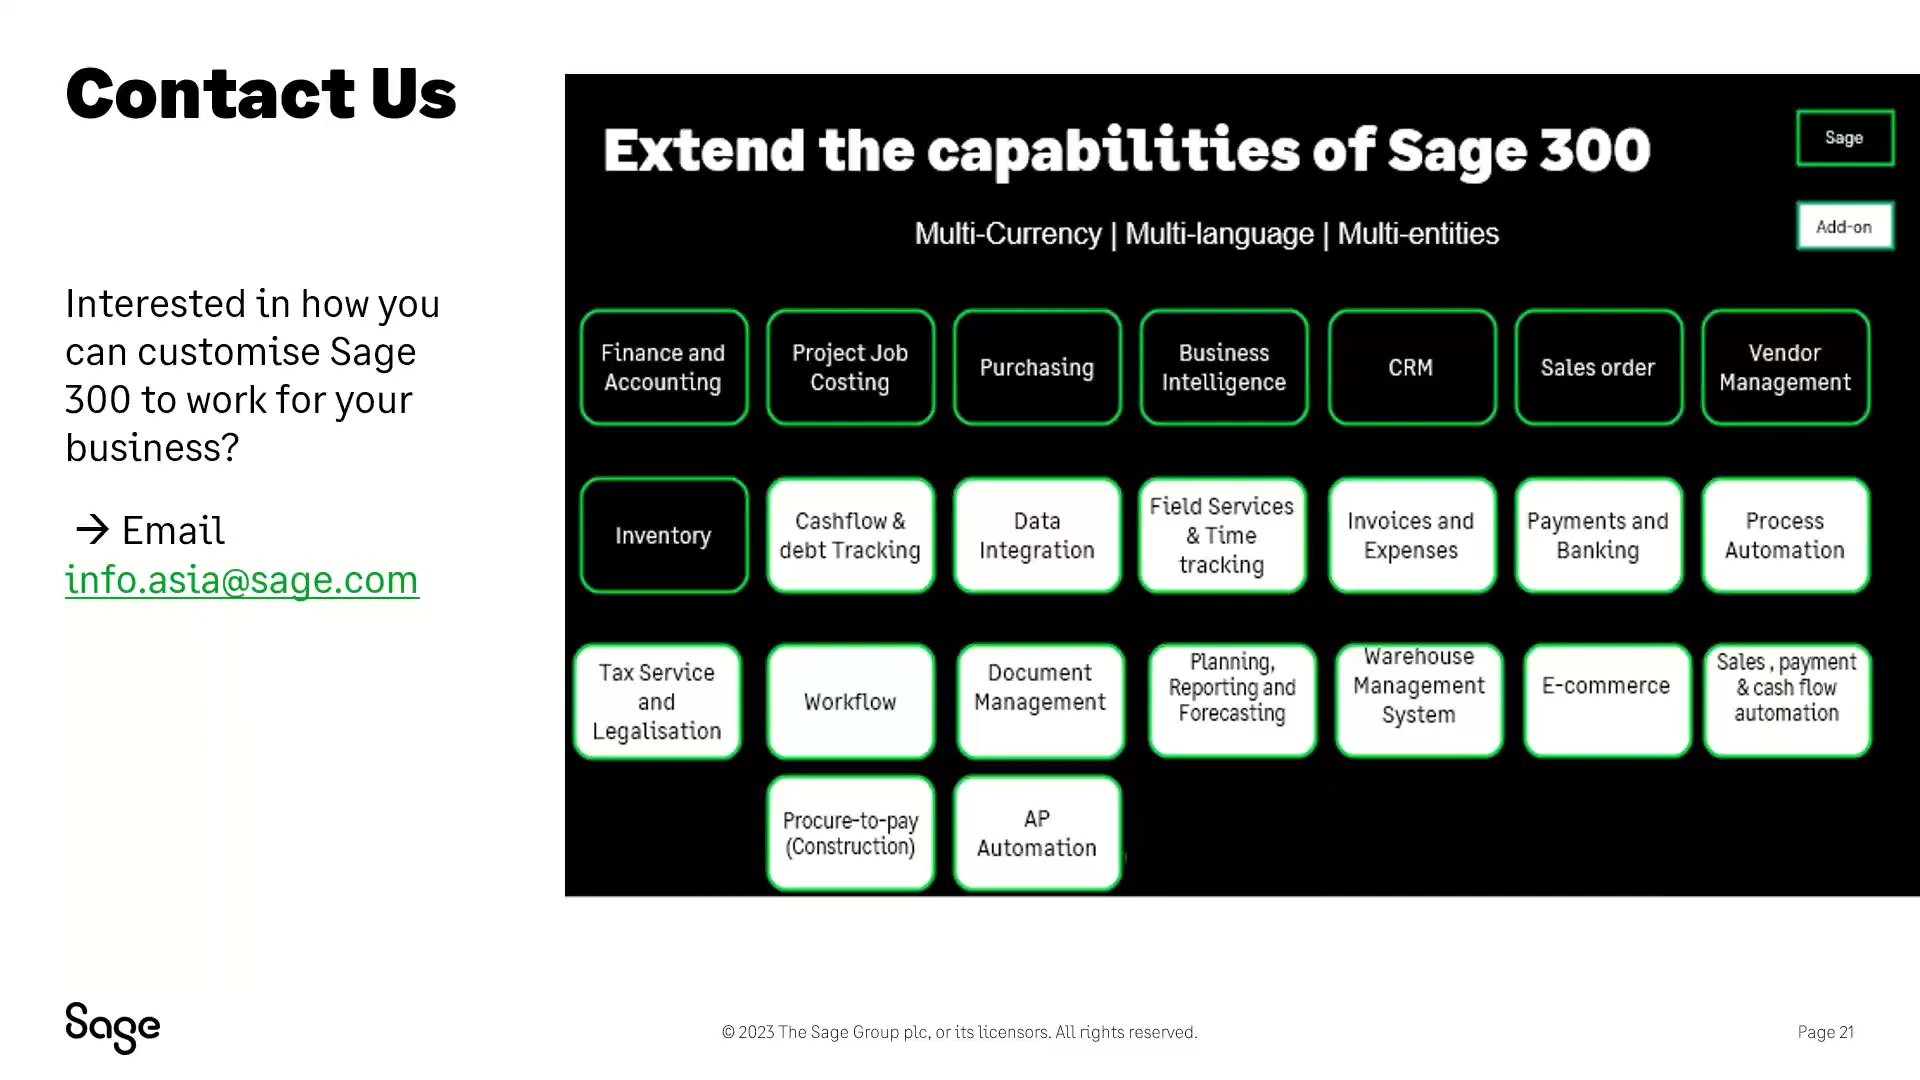 Contact Us
Interested in how you
can customise Sage
300 to work for your
business?
→ Email
info.asia@sage.com
Extend the capabilities of Sage 300
Multi-Currency | Multi-language | Multi-entities
Sage
Add-on
Finance and
Accounting
Project Job
Costing
Purchasing
Business
Intelligence
CRM
Sales order
Vendor
Management
Inventory
Cashflow &
debt Tracking
Data
Integration
Field Services
& Time
tracking
Invoices and
Expenses
Payments and
Banking
Process
Automation
Tax Service
and
Legalisation
Workflow
Document
Management
Planning,
Reporting and
Forecasting
Warehouse
Management
System
E-commerce
Sales , payment
& cash flow
automation
Procure-to-pay
(Construction)
AP
Automation
Sage
© 2023 The Sage Group plc, or its licensors. All rights reserved.
Page 21